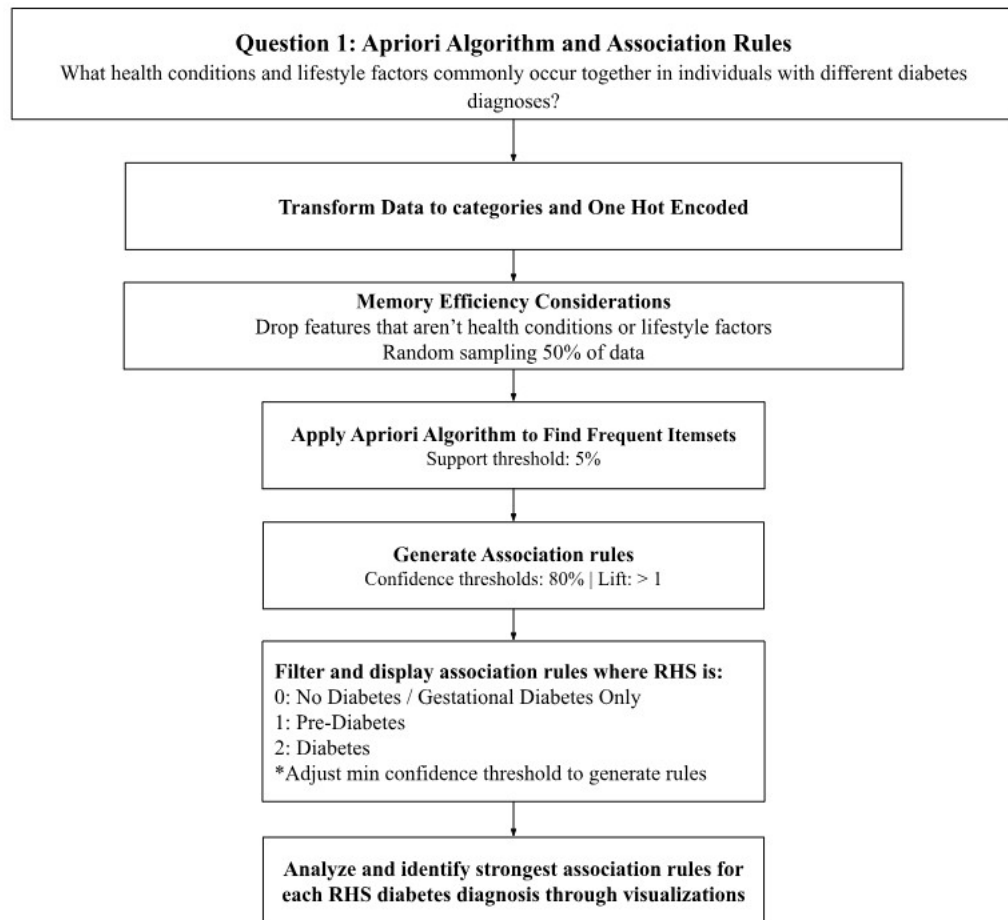 Question 1: Apriori Algorithm and Association Rules
What health conditions and lifestyle factors commonly occur together in individuals with different diabetes
diagnoses?
Transform Data to categories and One Hot Encoded
Memory Efficiency Considerations
Drop features that aren’t health conditions or lifestyle factors
Random sampling 50% of data
Apply Apriori Algorithm to Find Frequent Itemsets
Support threshold: 5%
Generate Association rules
Confidence thresholds: 80% | Lift: > 1
Filter and display association rules where RHS is:
0: No Diabetes / Gestational Diabetes Only
1: Pre-Diabetes
2: Diabetes
*Adjust min confidence threshold to generate rules
Analyze and identify strongest association rules for
each RHS diabetes diagnosis through visualizations